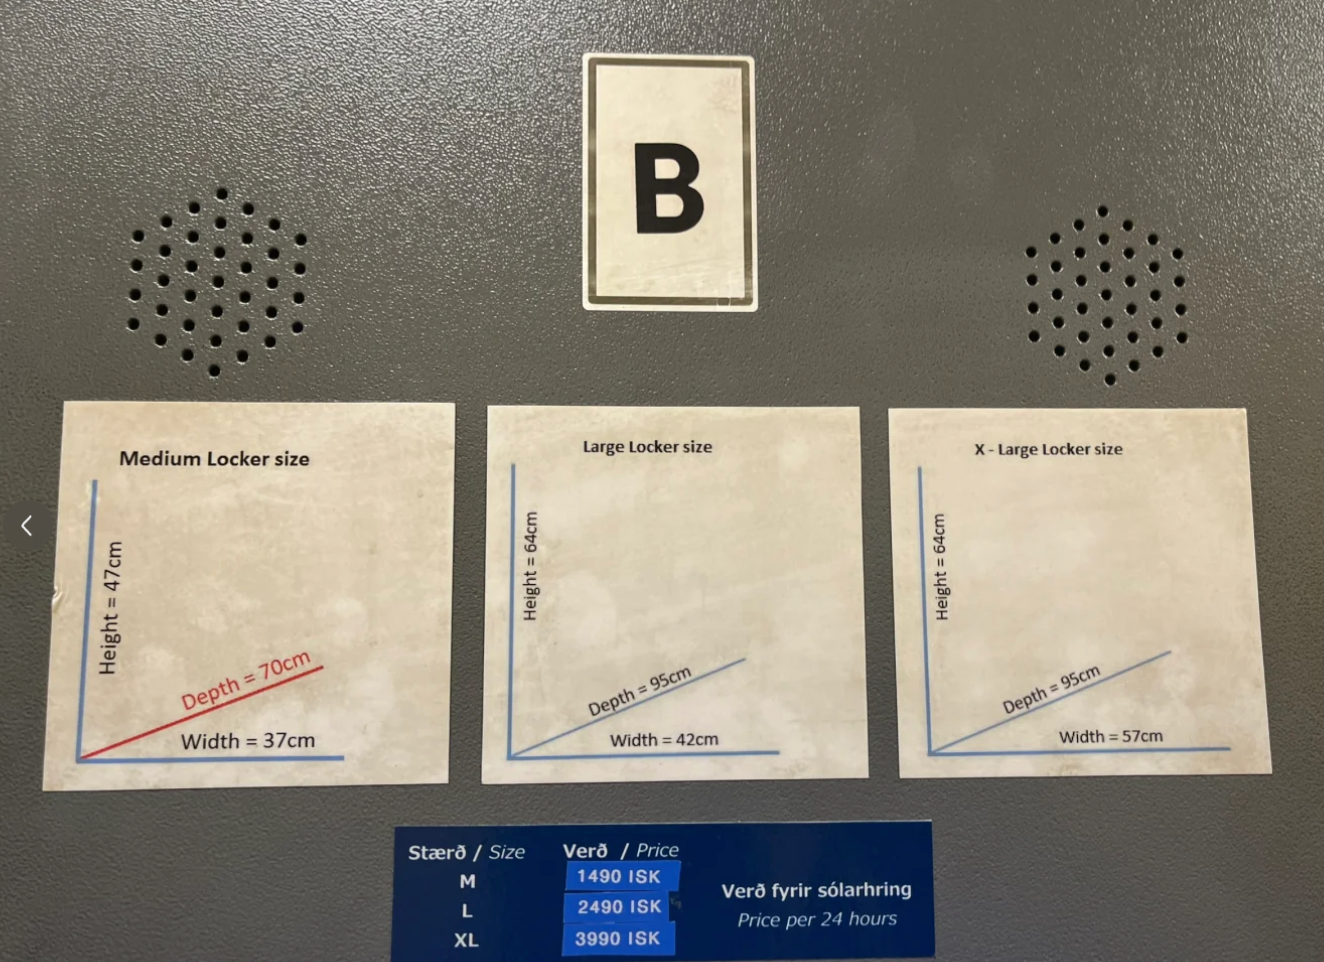 B
Medium Locker size
Height = 47cm
Depth = 70cm
Width = 37cm
Large Locker size
Height = 64cm
Depth = 95cm
Width = 42cm
X - Large Locker size
Height = 64cm
Depth = 95cm
Width = 57cm
Stærð / Size Verð / Price
M 1490 ISK
L 2490 ISK
XL 3990 ISK
Verð fyrir sólarhring
Price per 24 hours